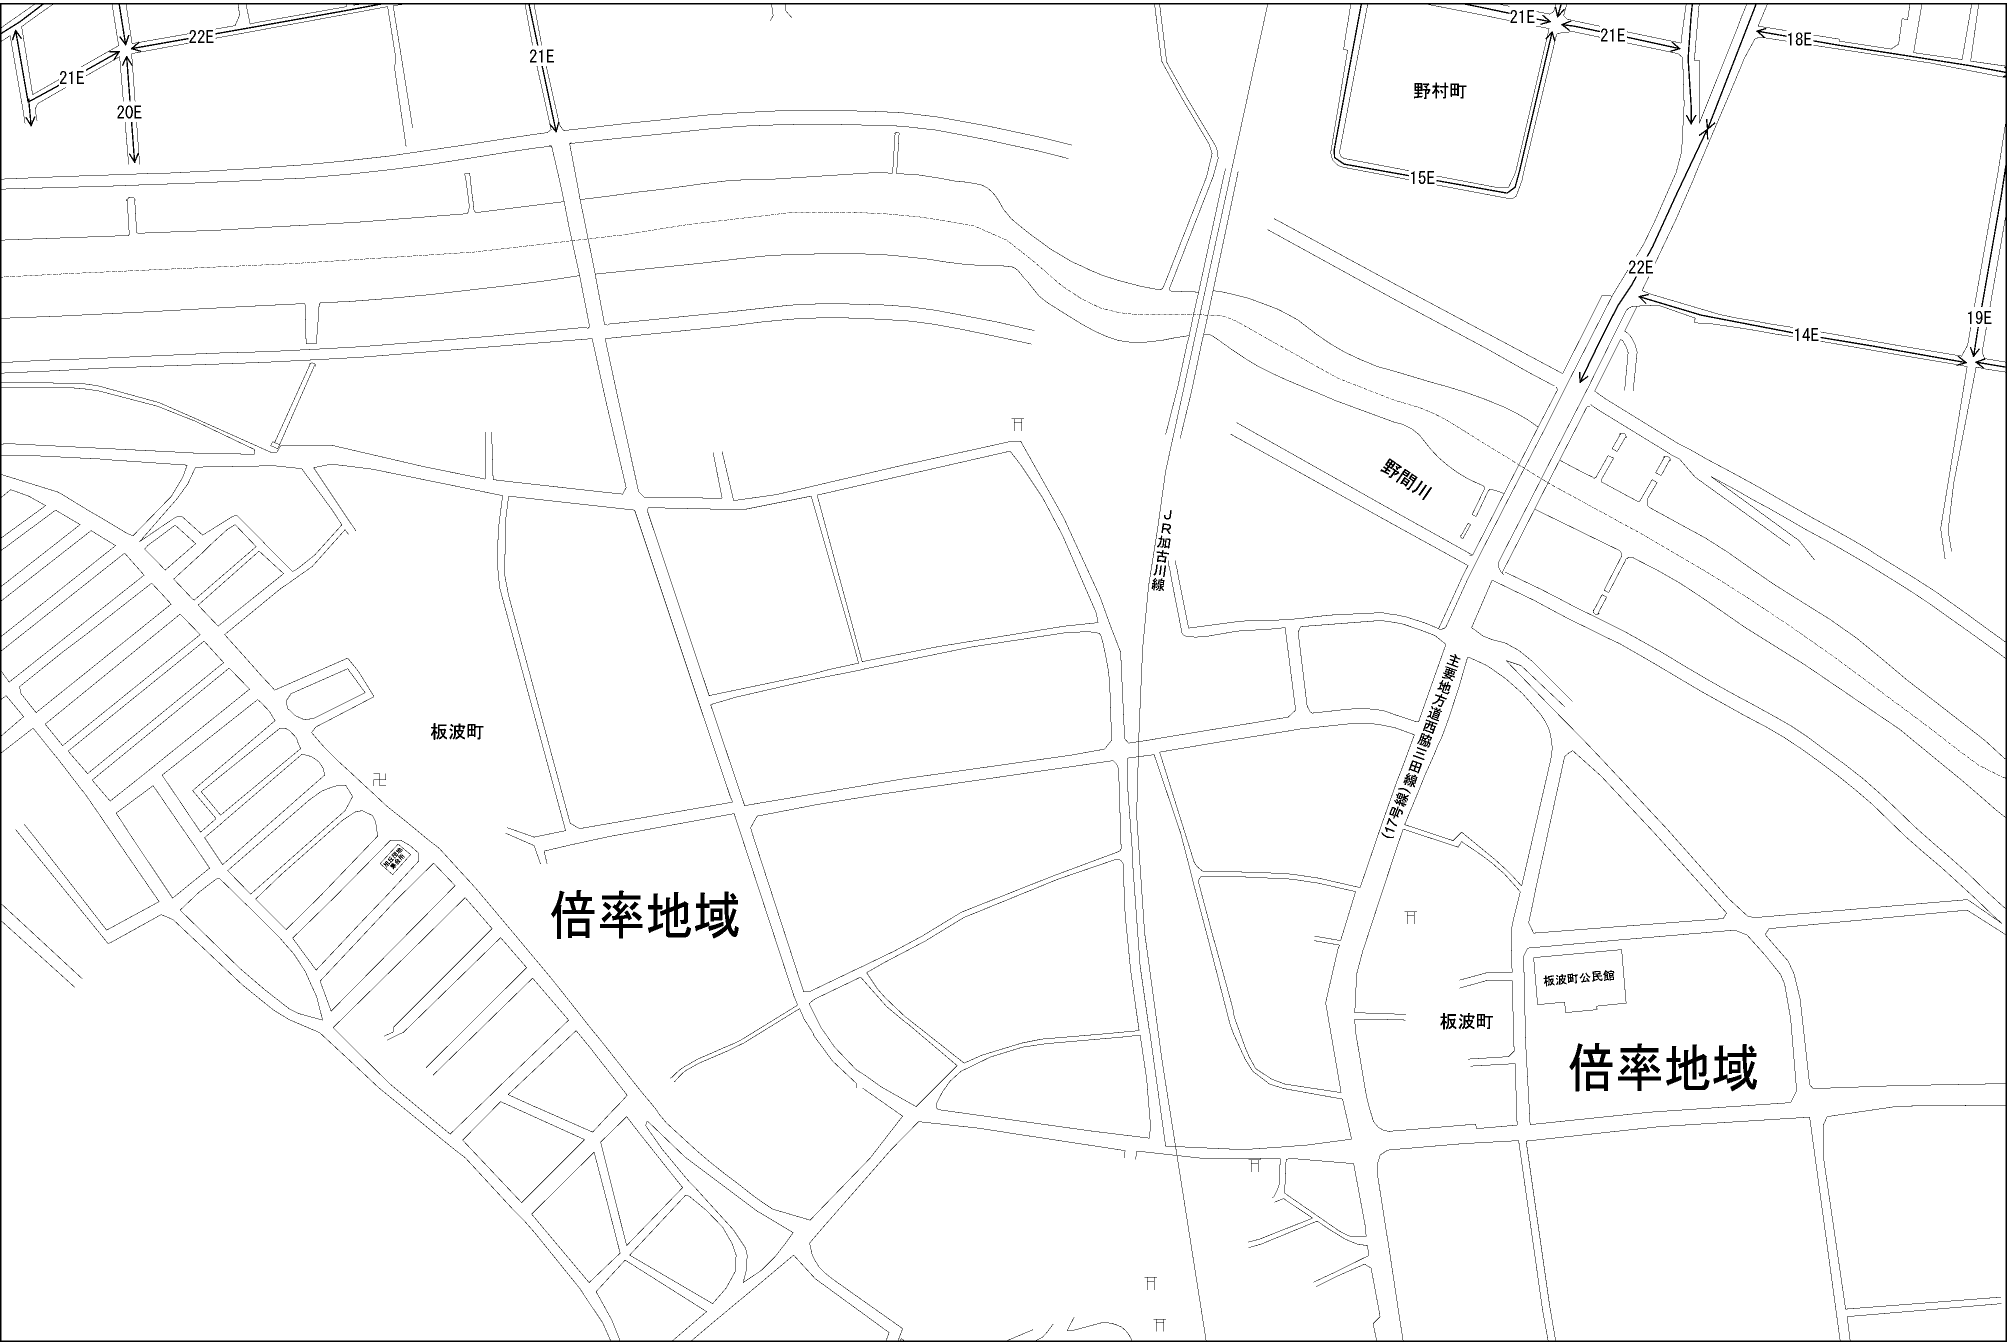 22E
21E
20E
21E
21E
21E
18E
野村町
15E
22E
14E
19E
野間川
JR加古川線
主要地方道西脇三田線(17号線)
板波町
倍率地域
板波町公民館
板波町
倍率地域